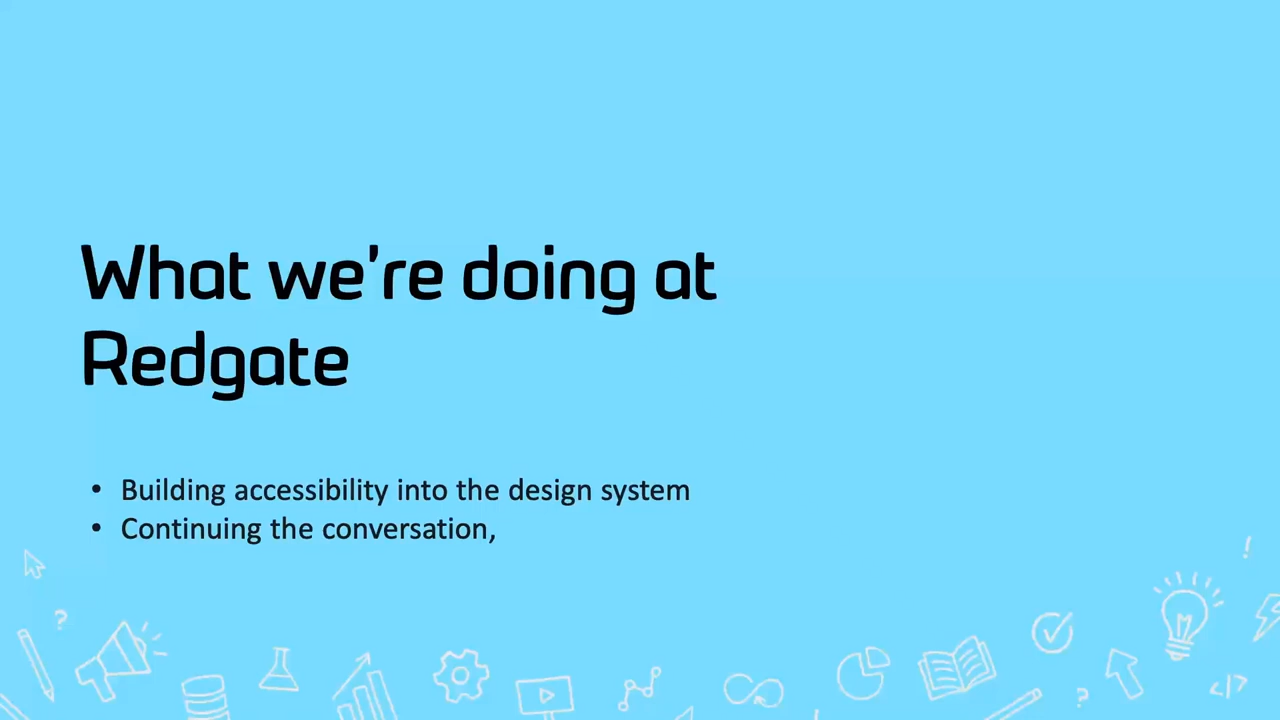 What we're doing at
Redgate
• Building accessibility into the design system
• Continuing the conversation,
!
?
?
</>